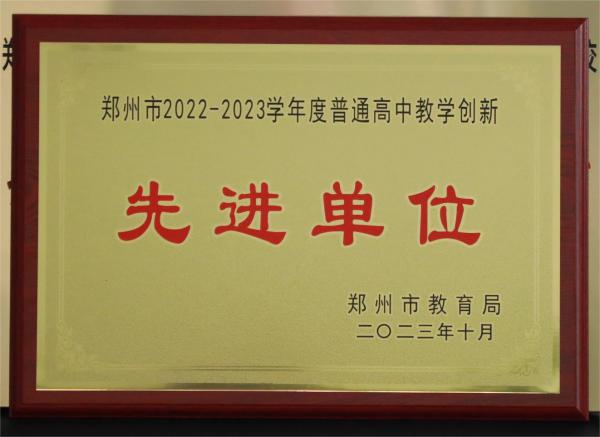 郑州市2022-2023学年度普通高中教学创新
先进单位
郑州市教育局
二〇二三年十月